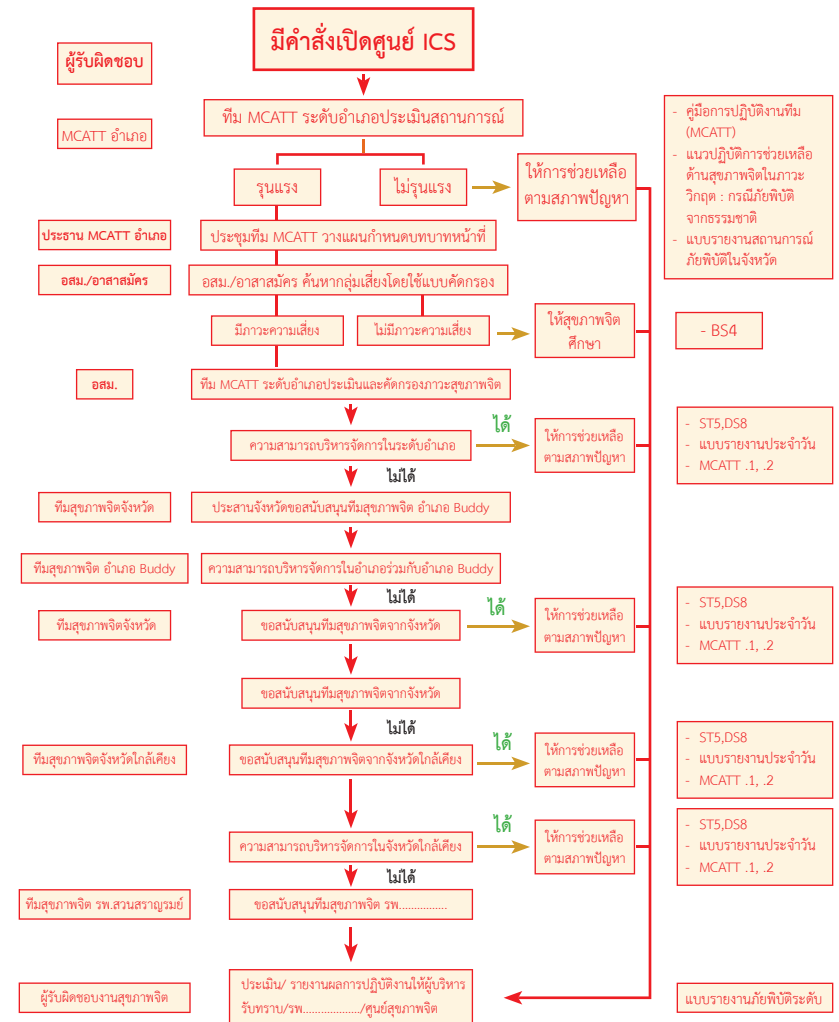 มีคำสั่งเปิดศูนย์ ICS
ผู้รับผิดชอบ
MCATT อำเภอ
ทีม MCATT ระดับอำเภอประเมินสถานการณ์
- คู่มือการปฏิบัติงานทีม
(MCATT)
- แนวปฏิบัติการช่วยเหลือ
ด้านสุขภาพจิตในภาวะ
วิกฤต : กรณีภัยพิบัติ
จากธรรมชาติ
- แบบรายงานสถานการณ์
ภัยพิบัติในจังหวัด
รุนแรง
ไม่รุนแรง
ให้การช่วยเหลือ
ตามสภาพปัญหา
ประธาน MCATT อำเภอ
ประชุมทีม MCATT วางแผนกำหนดบทบาทหน้าที่
อสม./อาสาสมัคร
อสม./อาสาสมัคร ค้นหากลุ่มเสี่ยงโดยใช้แบบคัดกรอง
มีภาวะความเสี่ยง
ไม่มีภาวะความเสี่ยง
ให้สุขภาพจิต
ศึกษา
- BS4
อสม.
ทีม MCATT ระดับอำเภอประเมินและคัดกรองภาวะสุขภาพจิต
ความสามารถบริหารจัดการในระดับอำเภอ
ได้
ให้การช่วยเหลือ
ตามสภาพปัญหา
- ST5,DS8
- แบบรายงานประจำวัน
- MCATT .1, .2
ไม่ได้
ทีมสุขภาพจิตจังหวัด
ประสานจังหวัดขอสนับสนุนทีมสุขภาพจิต อำเภอ Buddy
ทีมสุขภาพจิต อำเภอ Buddy
ความสามารถบริหารจัดการในอำเภอร่วมกับอำเภอ Buddy
ไม่ได้
ทีมสุขภาพจิตจังหวัด
ขอสนับสนุนทีมสุขภาพจิตจากจังหวัด
ได้
ให้การช่วยเหลือ
ตามสภาพปัญหา
- ST5,DS8
- แบบรายงานประจำวัน
- MCATT .1, .2
ขอสนับสนุนทีมสุขภาพจิตจากจังหวัด
ไม่ได้
ทีมสุขภาพจิตจังหวัดใกล้เคียง
ขอสนับสนุนทีมสุขภาพจิตจากจังหวัดใกล้เคียง
ได้
ให้การช่วยเหลือ
ตามสภาพปัญหา
- ST5,DS8
- แบบรายงานประจำวัน
- MCATT .1, .2
ความสามารถบริหารจัดการในจังหวัดใกล้เคียง
ได้
ให้การช่วยเหลือ
ตามสภาพปัญหา
- ST5,DS8
- แบบรายงานประจำวัน
- MCATT .1, .2
ไม่ได้
ทีมสุขภาพจิต รพ.สวนสราญรมย์
ขอสนับสนุนทีมสุขภาพจิต รพ...............
ผู้รับผิดชอบงานสุขภาพจิต
ประเมิน/ รายงานผลการปฏิบัติงานให้ผู้บริหาร
รับทราบ/รพ.................../ศูนย์สุขภาพจิต
แบบรายงานภัยพิบัติระดับ